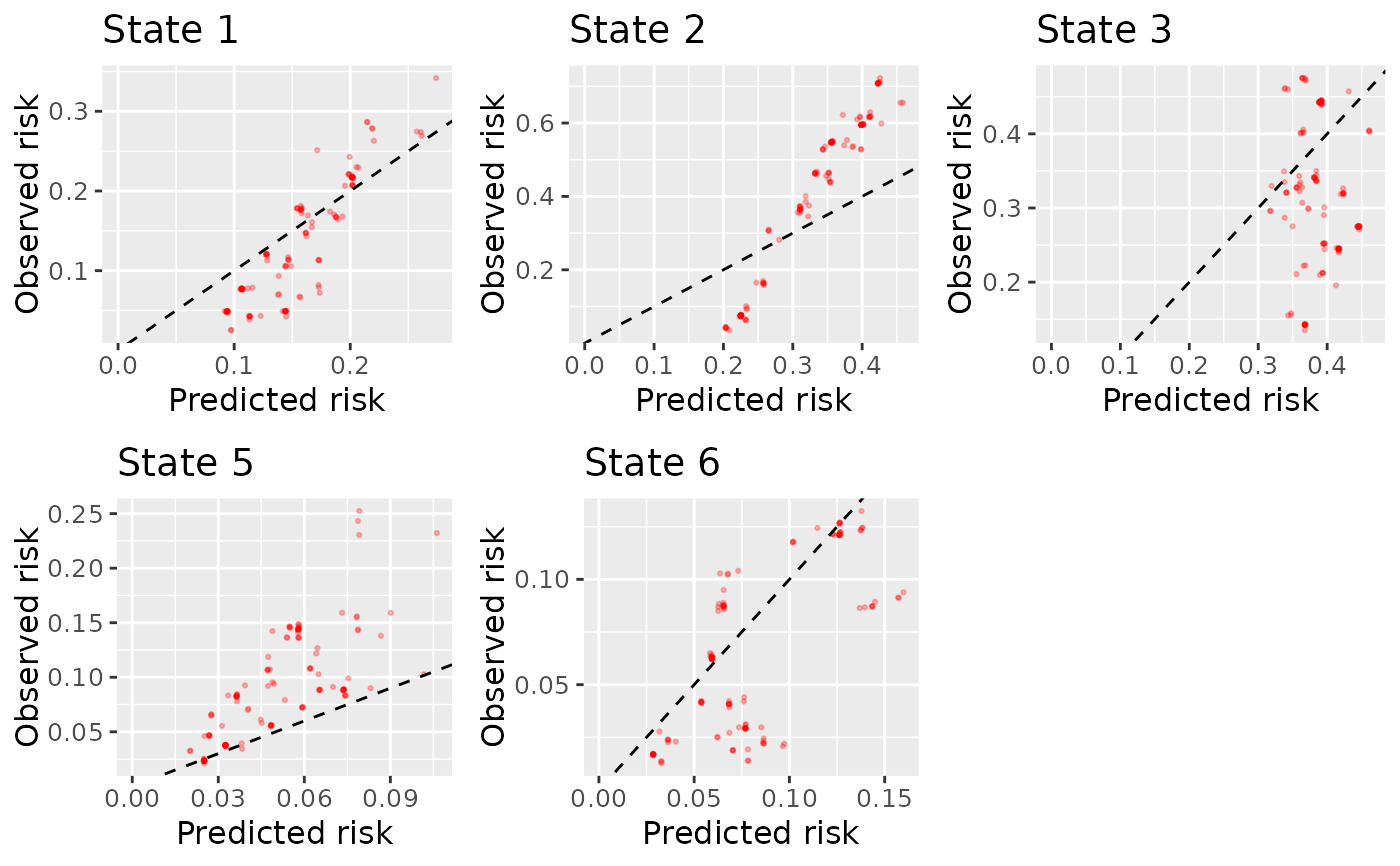 State 1
Observed risk
0.3
0.2
0.1
0.0 0.1 0.2
Predicted risk
State 2
Observed risk
0.6
0.4
0.2
0.0 0.1 0.2 0.3 0.4
Predicted risk
State 3
Observed risk
0.4
0.3
0.2
0.0 0.1 0.2 0.3 0.4
Predicted risk
State 5
Observed risk
0.25
0.20
0.15
0.10
0.05
0.00 0.03 0.06 0.09
Predicted risk
State 6
Observed risk
0.10
0.05
0.00 0.05 0.10 0.15
Predicted risk